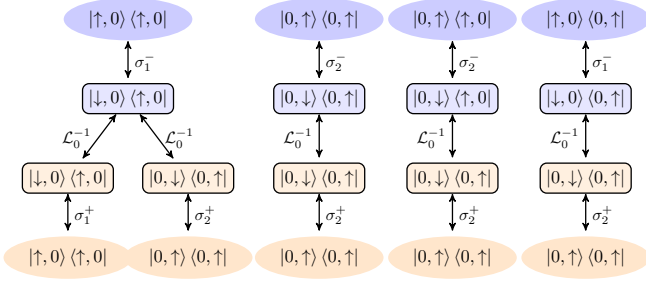 |↑, 0⟩ ⟨↑, 0| |0, ↑⟩ ⟨0, ↑| |0, ↑⟩ ⟨↑, 0| |↑, 0⟩ ⟨0, ↑|
σ₁⁻ σ₂⁻ σ₂⁻ σ₁⁻
|↓, 0⟩ ⟨↑, 0| |0, ↓⟩ ⟨0, ↑| |0, ↓⟩ ⟨↑, 0| |↓, 0⟩ ⟨0, ↑|
ℒ₀⁻¹ ℒ₀⁻¹ ℒ₀⁻¹ ℒ₀⁻¹ ℒ₀⁻¹
|↓, 0⟩ ⟨↑, 0| |0, ↓⟩ ⟨0, ↑| |0, ↓⟩ ⟨0, ↑| |0, ↓⟩ ⟨0, ↑| |0, ↓⟩ ⟨0, ↑|
σ₁⁺ σ₂⁺ σ₂⁺ σ₂⁺ σ₂⁺
|↑, 0⟩ ⟨↑, 0| |0, ↑⟩ ⟨0, ↑| |0, ↑⟩ ⟨0, ↑| |0, ↑⟩ ⟨0, ↑| |0, ↑⟩ ⟨0, ↑|